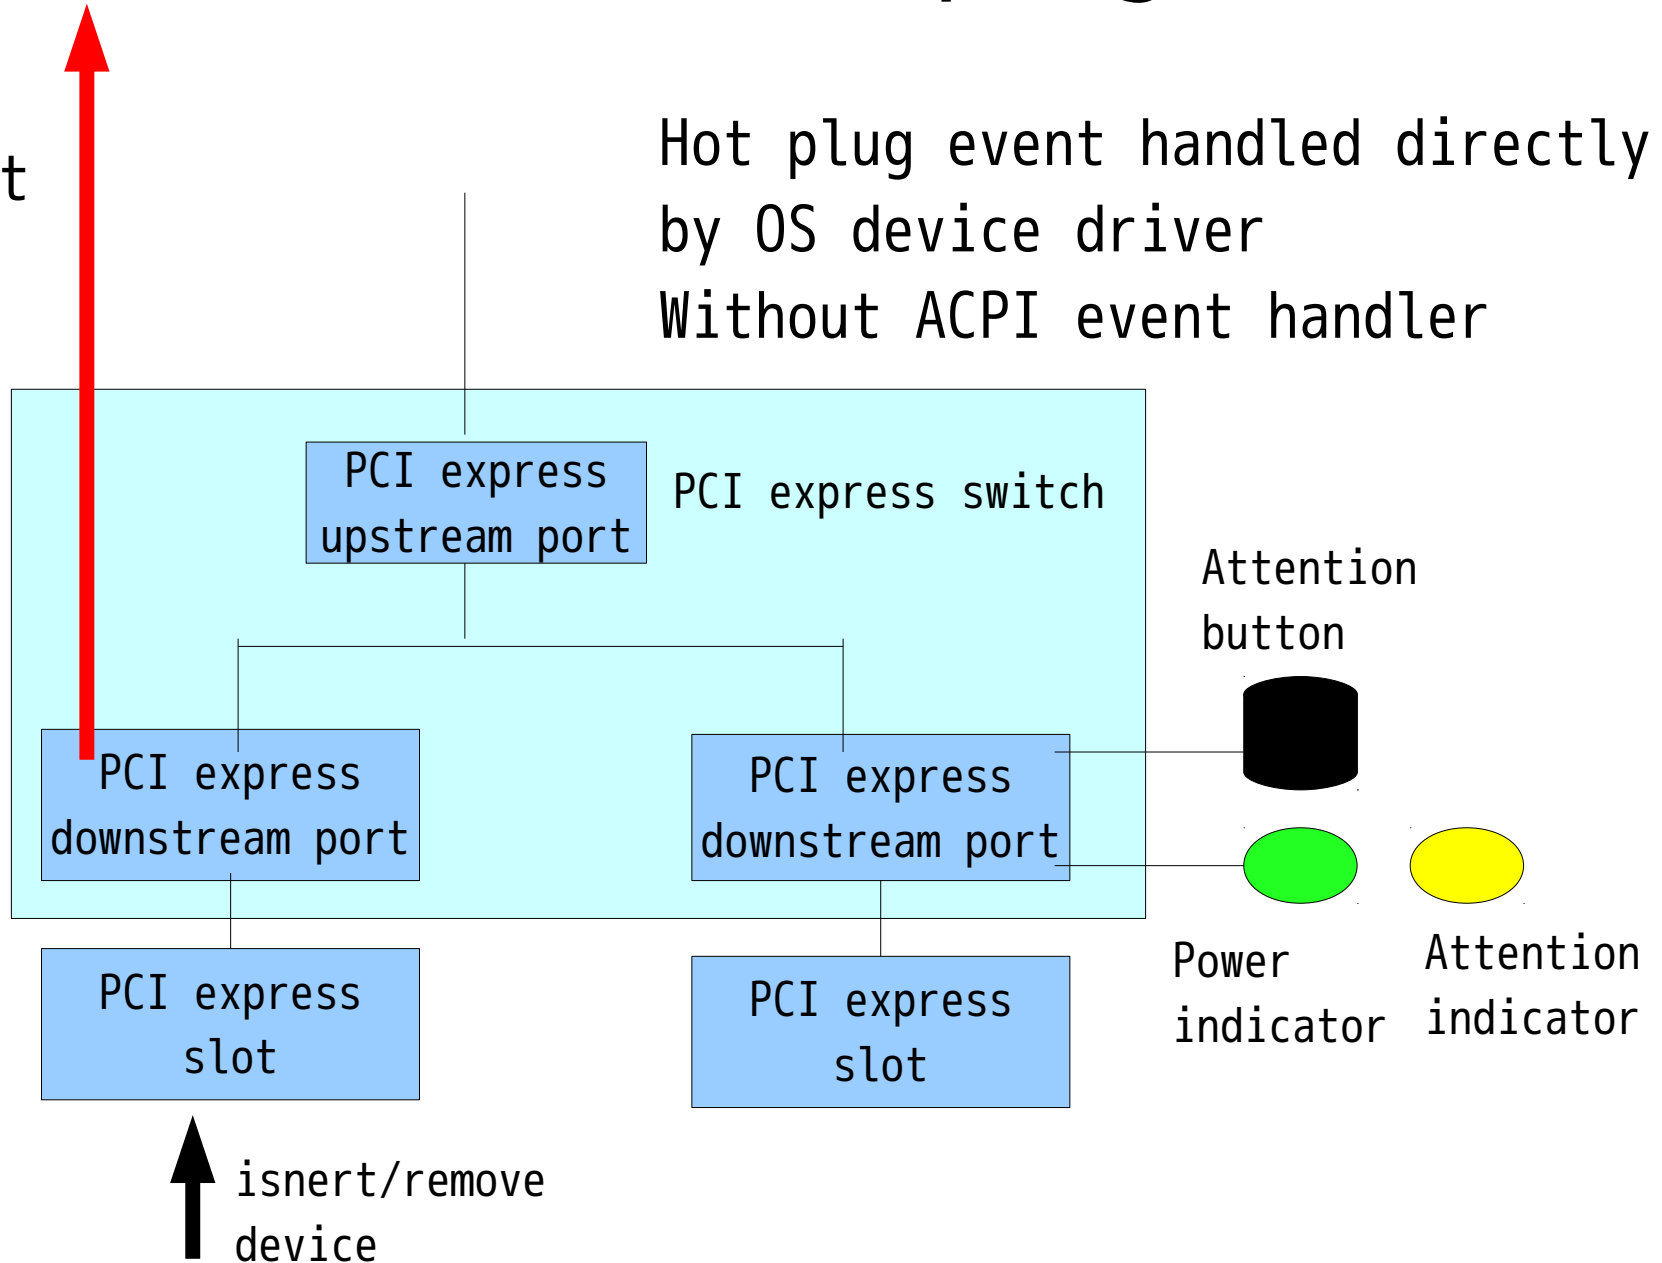 t
Hot plug event handled directly
by OS device driver
Without ACPI event handler
PCI express
upstream port
PCI express switch
Attention
button
PCI express
downstream port
PCI express
downstream port
Power
indicator
Attention
indicator
PCI express
slot
PCI express
slot
isnert/remove
device